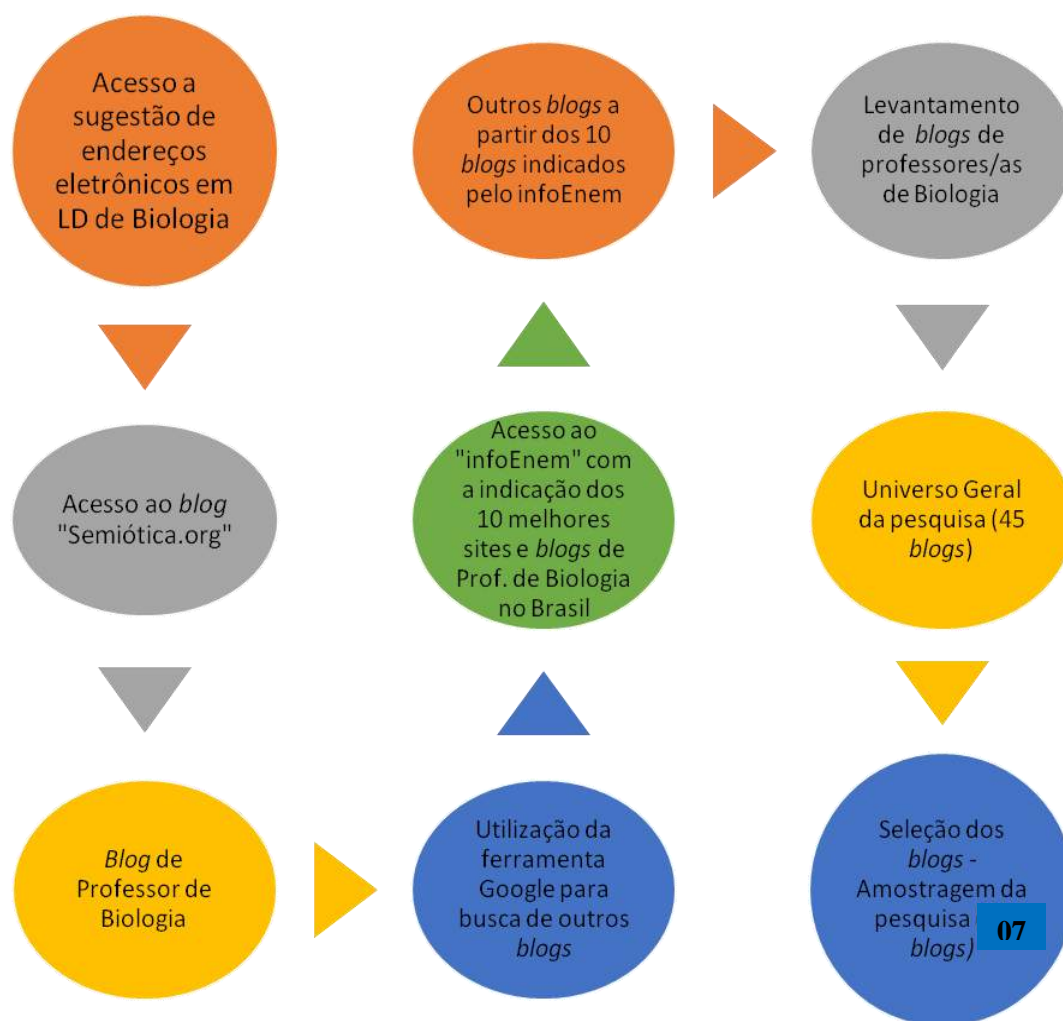 Acesso a
sugestão de
endereços
eletrônicos em
LD de Biologia
Acesso ao blog
"Semiótica.org"
Blog de
Professor de
Biologia
Utilização da
ferramenta
Google para
busca de outros
blogs
Acesso ao
"infoEnem" com
a indicação dos
10 melhores
sites e blogs de
Prof. de Biologia
no Brasil
Outros blogs a
partir dos 10
blogs indicados
pelo infoEnem
Levantamento
de blogs de
professores/as
de Biologia
Universo Geral
da pesquisa (45
blogs)
Seleção dos
blogs -
Amostragem da
pesquisa ( 07
blogs)